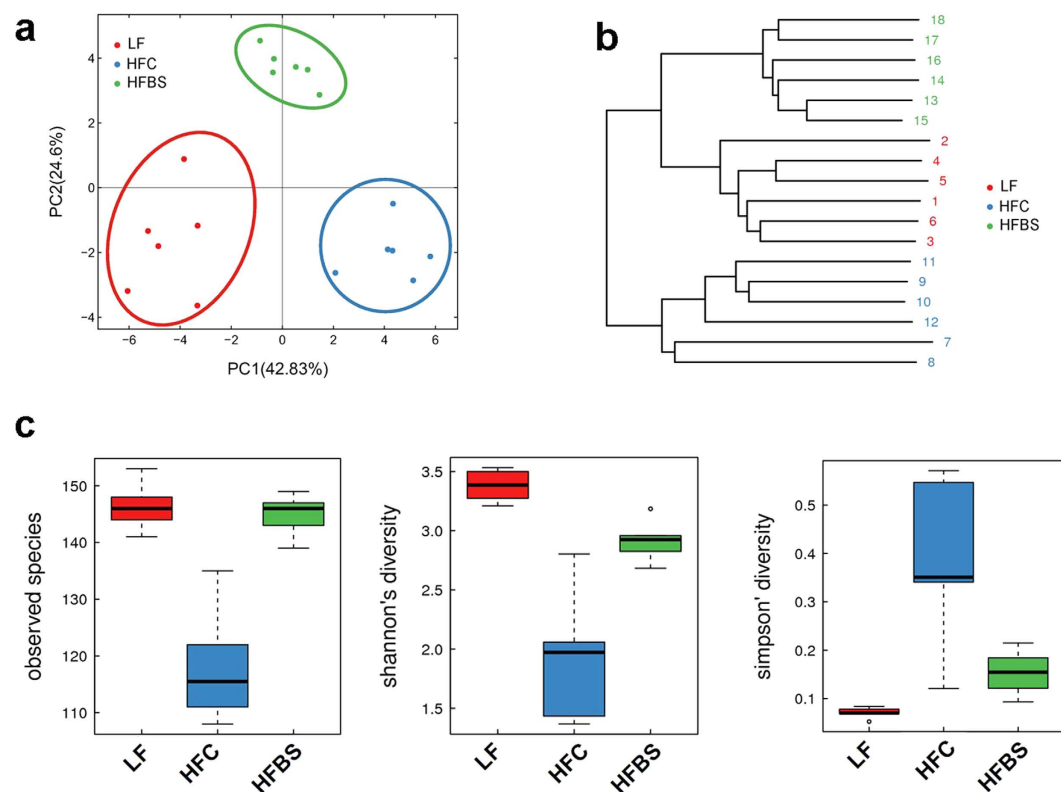 a
LF
HFC
HFBS
4
2
0
−2
−4
PC2(24.6%)
−6
−4
−2
0
2
4
6
PC1(42.83%)
b
18
17
16
14
13
15
2
4
5
1
6
3
11
9
10
12
7
8
LF
HFC
HFBS
c
150
140
130
120
110
observed species
LF
HFC
HFBS
3.5
3.0
2.5
2.0
1.5
shannon's diversity
LF
HFC
HFBS
0.5
0.4
0.3
0.2
0.1
simpson' diversity
LF
HFC
HFBS